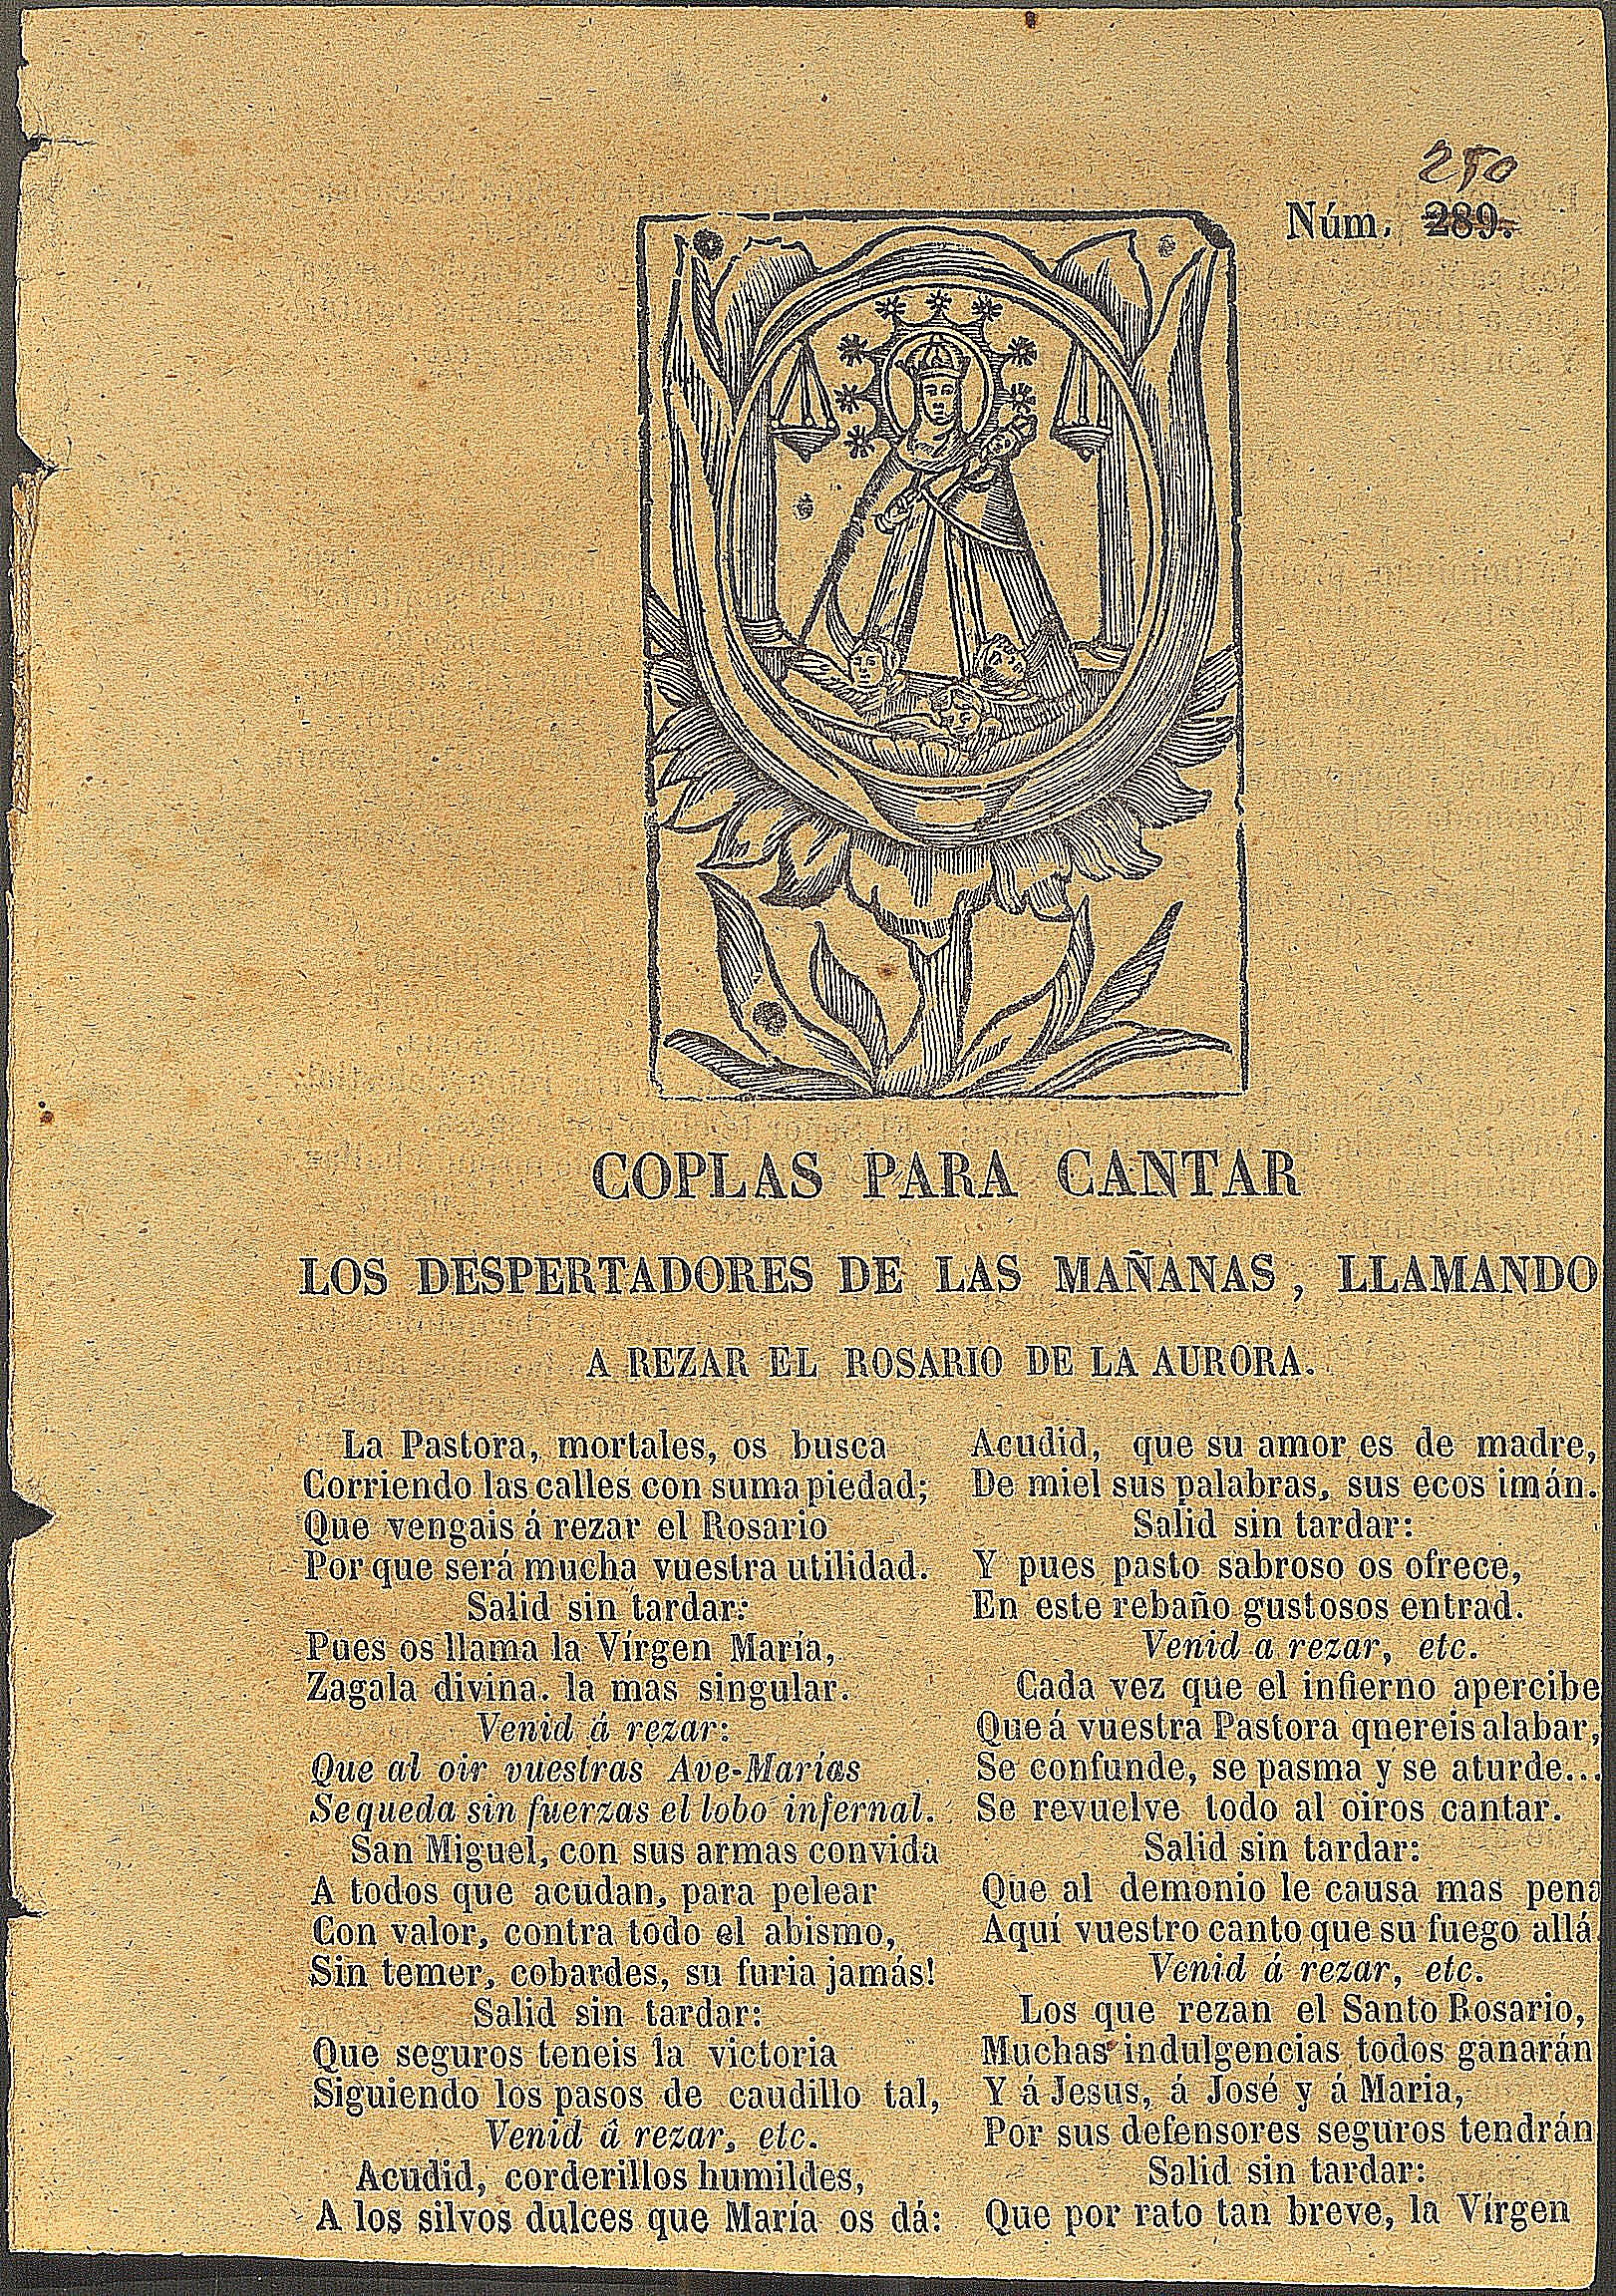 250
Núm. 289.
COPLAS PARA CANTAR
LOS DESPERTADORES DE LAS MAÑANAS, LLAMANDO
A REZAR EL ROSARIO DE LA AURORA.
La Pastora, mortales, os busca
Corriendo las calles con suma piedad;
Que vengais á rezar el Rosario
Por que será mucha vuestra utilidad.
Salid sin tardar:
Pues os llama la Vírgen María,
Zagala divina. la mas singular.
Venid á rezar:
Que al oir vuestras Ave-Marías
Se queda sin fuerzas el lobo infernal.
San Miguel, con sus armas convida
A todos que acudan, para pelear
Con valor, contra todo el abismo,
Sin temer, cobardes, su furia jamás!
Salid sin tardar:
Que seguros teneis la victoria
Siguiendo los pasos de caudillo tal,
Venid â rezar, etc.
Acudid, corderillos humildes,
A los silvos dulces que María os dá:
Acudid, que su amor es de madre,
De miel sus palabras, sus ecos imán.
Salid sin tardar:
Y pues pasto sabroso os ofrece,
En este rebaño gustosos entrad.
Venid a rezar, etc.
Cada vez que el infierno apercibe
Que á vuestra Pastora qnereis alabar,
Se confunde, se pasma y se aturde...
Se revuelve todo al oiros cantar.
Salid sin tardar:
Que al demonio le causa mas pena
Aquí vuestro canto que su fuego allá.
Venid á rezar, etc.
Los que rezan el Santo Rosario,
Muchas indulgencias todos ganarán
Y á Jesus, á José y á Maria,
Por sus defensores seguros tendrán
Salid sin tardar:
Que por rato tan breve, la Vírgen